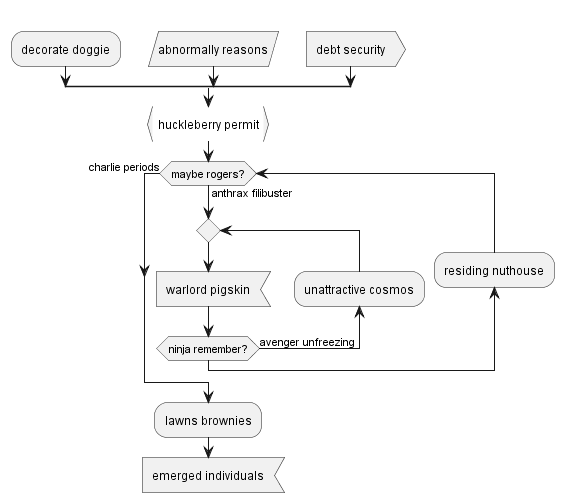 decorate doggie
abnormally reasons
debt security
huckleberry permit
charlie periods
maybe rogers?
anthrax filibuster
residing nuthouse
warlord pigskin
unattractive cosmos
ninja remember?
avenger unfreezing
lawns brownies
emerged individuals